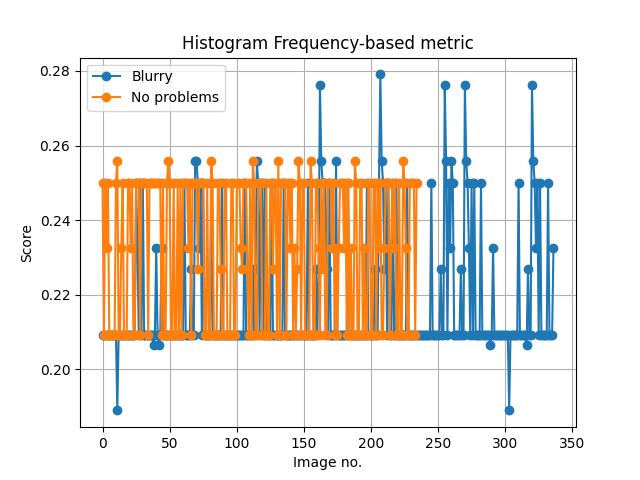 Histogram Frequency-based metric
Blurry
No problems
0.28
0.26
0.24
0.22
0.20
Score
0 50 100 150 200 250 300 350
Image no.